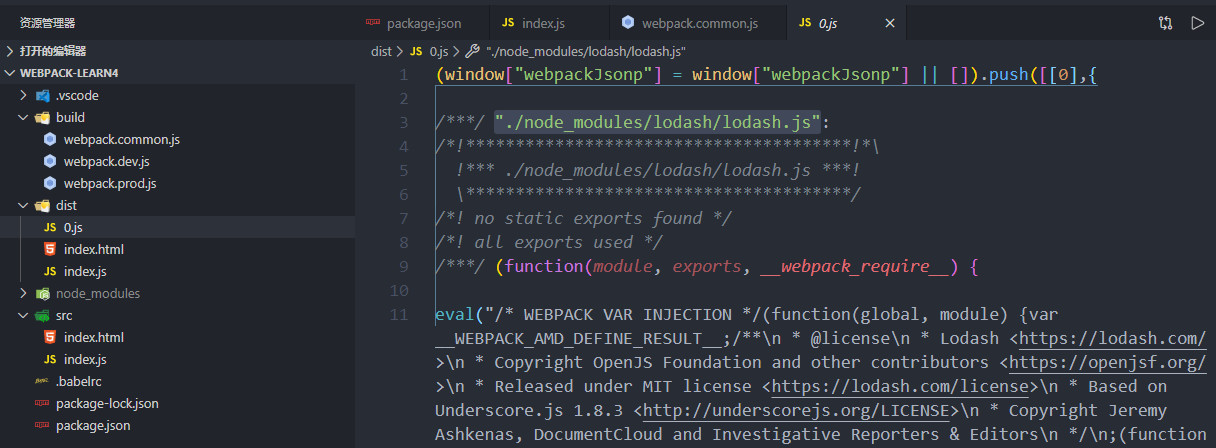 资源管理器
打开的编辑器
WEBPACK-LEARN4
.vscode
build
webpack.common.js
webpack.dev.js
webpack.prod.js
dist
JS 0.js
index.html
JS index.js
node_modules
src
index.html
JS index.js
.babelrc
package-lock.json
package.json
package.json JS index.js webpack.common.js JS 0.js
dist > JS 0.js > "./node_modules/lodash/lodash.js"
1 (window["webpackJsonp"] = window["webpackJsonp"] || []).push([[0],{
2
3 /***/ "./node_modules/lodash/lodash.js":
4 /*!***************************************!*\
5   !*** ./node_modules/lodash/lodash.js ***!
6   \***************************************/
7 /*! no static exports found */
8 /*! all exports used */
9 /***/ (function(module, exports, __webpack_require__) {
10
11 eval("/* WEBPACK VAR INJECTION */(function(global, module) {var
__WEBPACK_AMD_DEFINE_RESULT__;/**\n * @license\n * Lodash <https://lodash.com/
>\n * Copyright OpenJS Foundation and other contributors <https://openjsf.org/
>\n * Released under MIT license <https://lodash.com/license>\n * Based on
Underscore.js 1.8.3 <http://underscorejs.org/LICENSE>\n * Copyright Jeremy
Ashkenas, DocumentCloud and Investigative Reporters & Editors\n */\n;(function